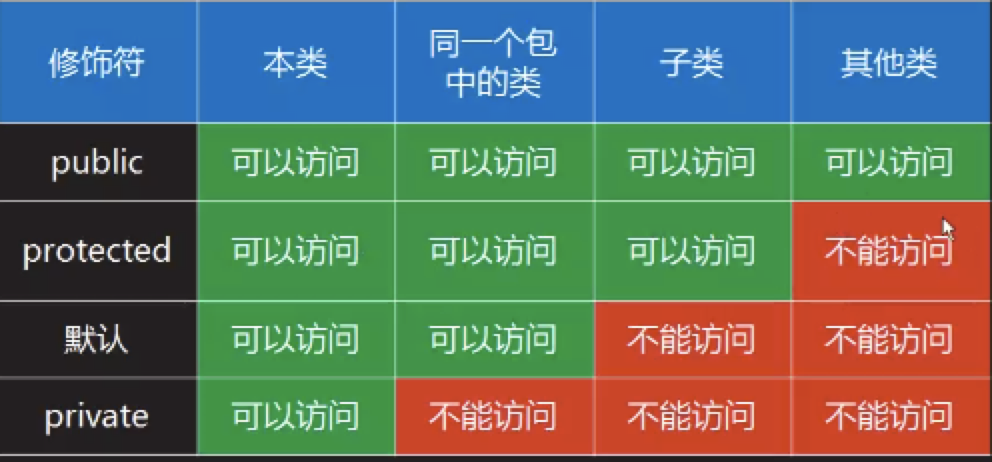 修饰符 本类 同一个包 子类 其他类
中的类
public 可以访问 可以访问 可以访问 可以访问
protected 可以访问 可以访问 可以访问 不能访问
默认 可以访问 可以访问 不能访问 不能访问
private 可以访问 不能访问 不能访问 不能访问